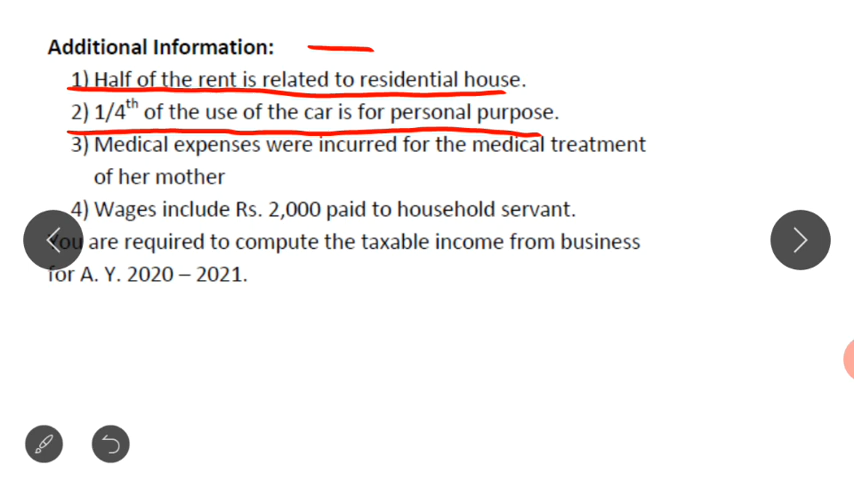 Additional Information:
1) Half of the rent is related to residential house.
2) 1/4th of the use of the car is for personal purpose.
3) Medical expenses were incurred for the medical treatment
of her mother
4) Wages include Rs. 2,000 paid to household servant.
You are required to compute the taxable income from business
for A. Y. 2020 – 2021.